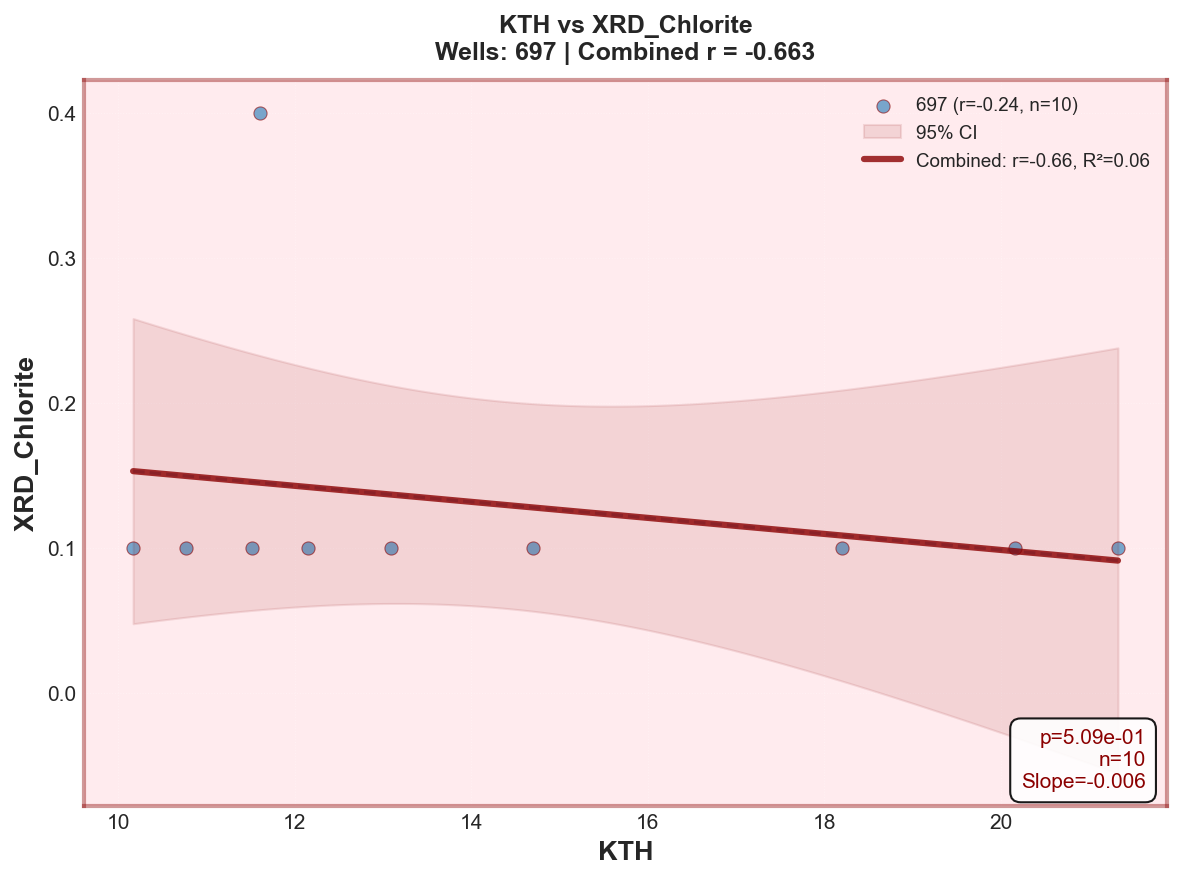 KTH vs XRD_Chlorite
Wells: 697 | Combined r = -0.663
697 (r=-0.24, n=10)
95% CI
Combined: r=-0.66, R²=0.06
XRD_Chlorite
0.4
0.3
0.2
0.1
0.0
p=5.09e-01
n=10
Slope=-0.006
10
12
14
16
18
20
KTH